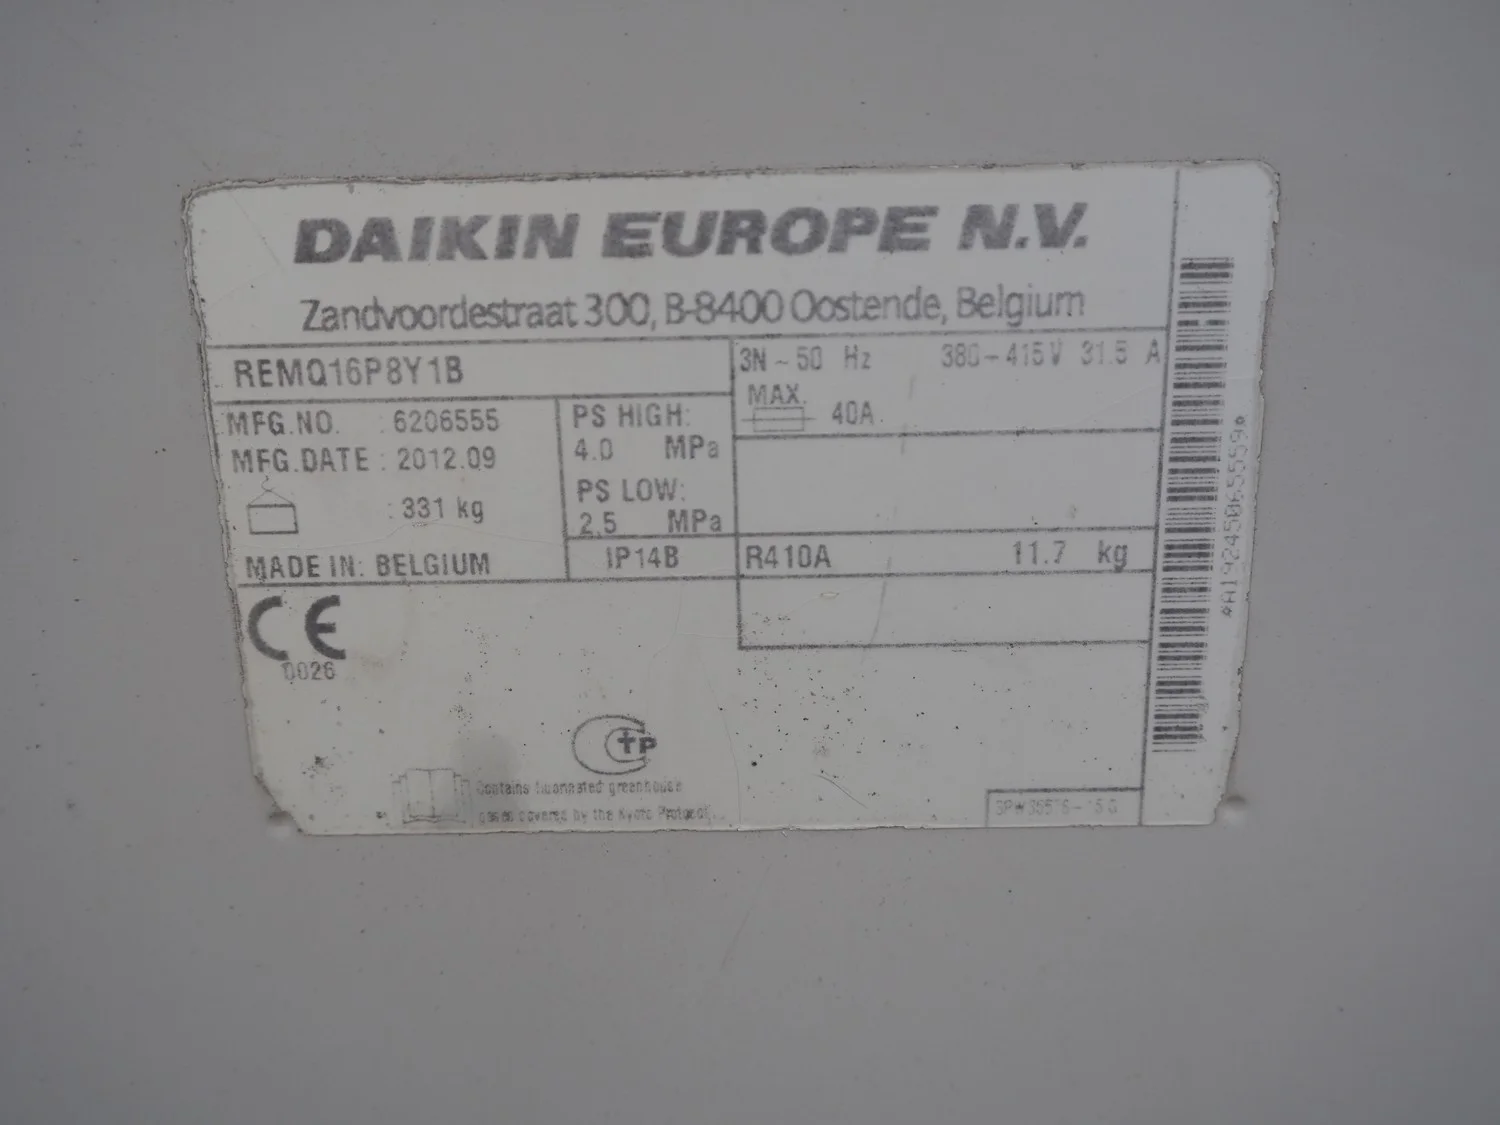 DAIKIN EUROPE N.V.
Zandvoordestraat 300, B-8400 Oostende, Belgium
REMQ16P8Y1B
3N ~ 50 Hz 380-415V 31.5 A
MAX.
40A.
MFG.NO. : 6206555
MFG.DATE : 2012.09
: 331 kg
MADE IN: BELGIUM
PS HIGH:
4.0 MPa
PS LOW:
2.5 MPa
IP14B
R410A 11.7 kg
CE
0026
CTP
Contains fluorinated greenhouse
gases covered by the Kyoto Protocol.